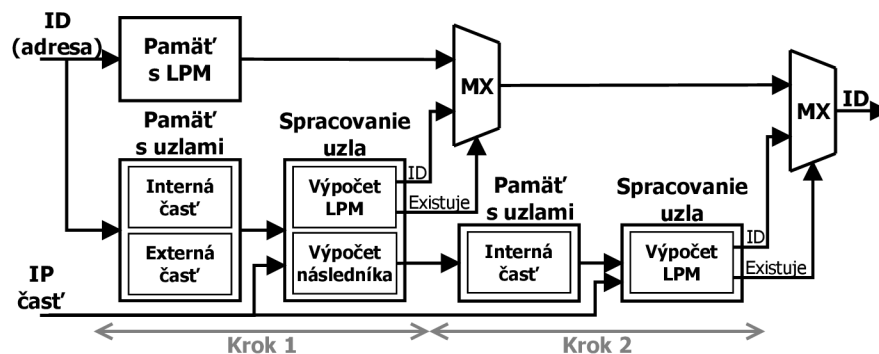 ID
(adresa)
Pamäť
s LPM
MX
MX
ID
Pamäť
s uzlami
Spracovanie
uzla
Interná
časť
Externá
časť
Výpočet
LPM
Výpočet
následníka
ID
Existuje
Pamäť
s uzlami
Spracovanie
uzla
Interná
časť
Výpočet
LPM
ID
Existuje
IP
časť
Krok 1
Krok 2